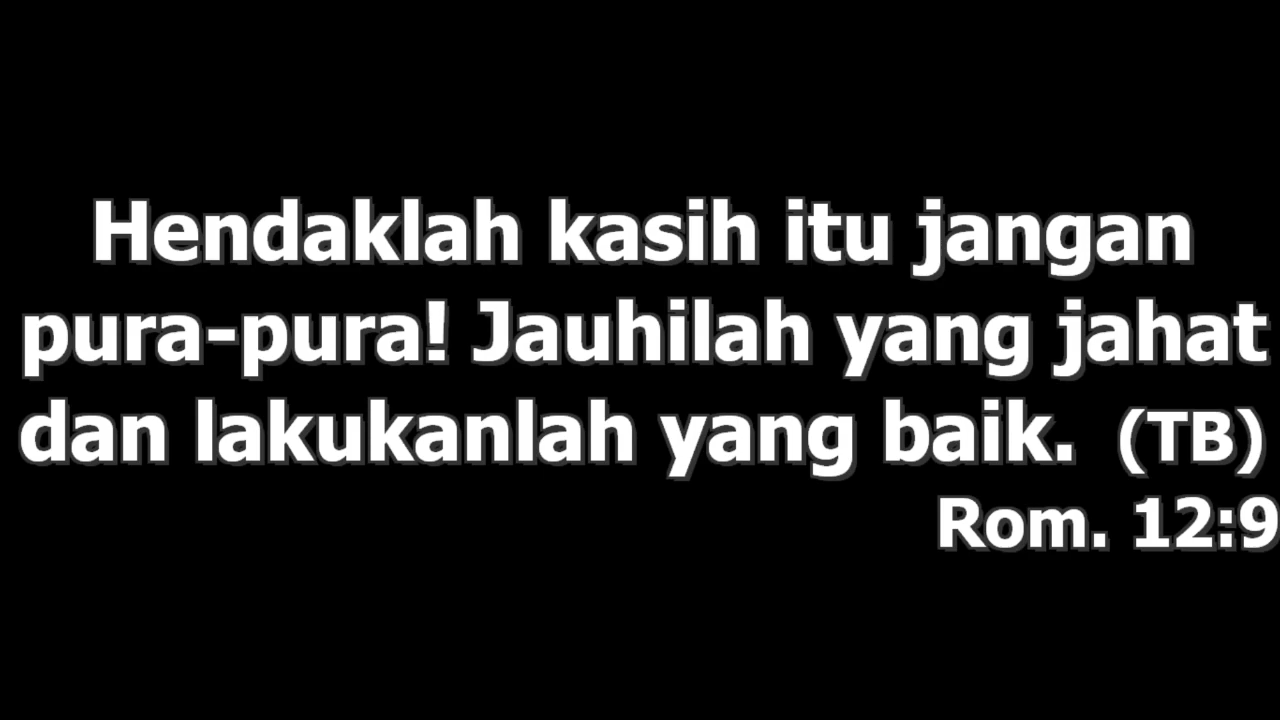 Hendaklah kasih itu jangan
pura-pura! Jauhilah yang jahat
dan lakukanlah yang baik. (TB)
Rom. 12:9